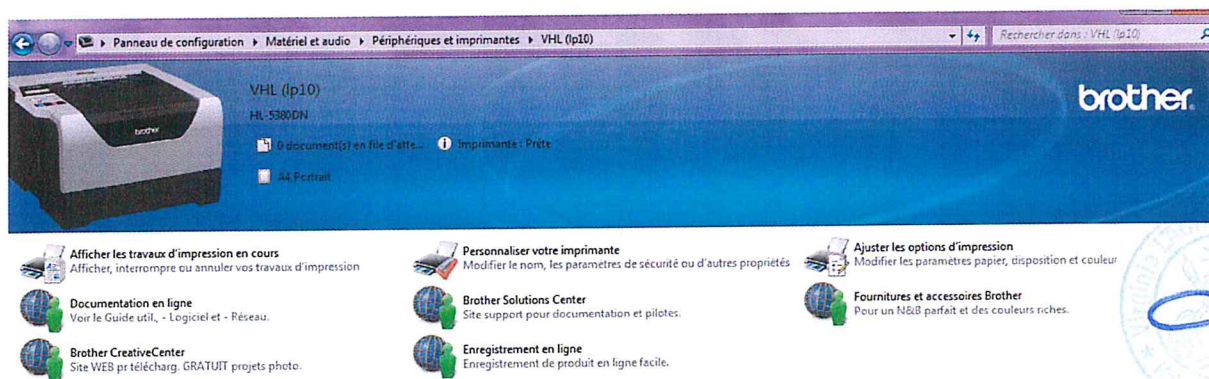 Panneau de configuration ▸ Matériel et audio ▸ Périphériques et imprimantes ▸ VHL (lp10)
Rechercher dans : VHL (lp10)
VHL (lp10)
brother
HL-5380DN
brother
0 document(s) en file d'atte... Imprimante : Prête
A4, Portrait
Afficher les travaux d'impression en cours
Afficher, interrompre ou annuler vos travaux d'impression
Personnaliser votre imprimante
Modifier le nom, les paramètres de sécurité ou d'autres propriétés
Ajuster les options d'impression
Modifier les paramètres papier, disposition et couleur
Documentation en ligne
Voir le Guide util., - Logiciel et - Réseau.
Brother Solutions Center
Site support pour documentation et pilotes.
Fournitures et accessoires Brother
Pour un N&B parfait et des couleurs riches.
Brother CreativeCenter
Site WEB pr télécharg. GRATUIT projets photo.
Enregistrement en ligne
Enregistrement de produit en ligne facile.
Virginie